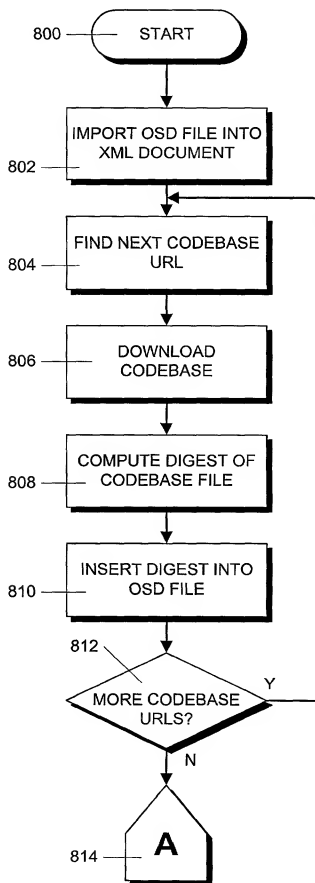 800
START
IMPORT OSD FILE INTO
XML DOCUMENT
802
FIND NEXT CODEBASE
URL
804
DOWNLOAD
CODEBASE
806
COMPUTE DIGEST OF
CODEBASE FILE
808
INSERT DIGEST INTO
OSD FILE
810
812
MORE CODEBASE
URLS?
Y
N
A
814